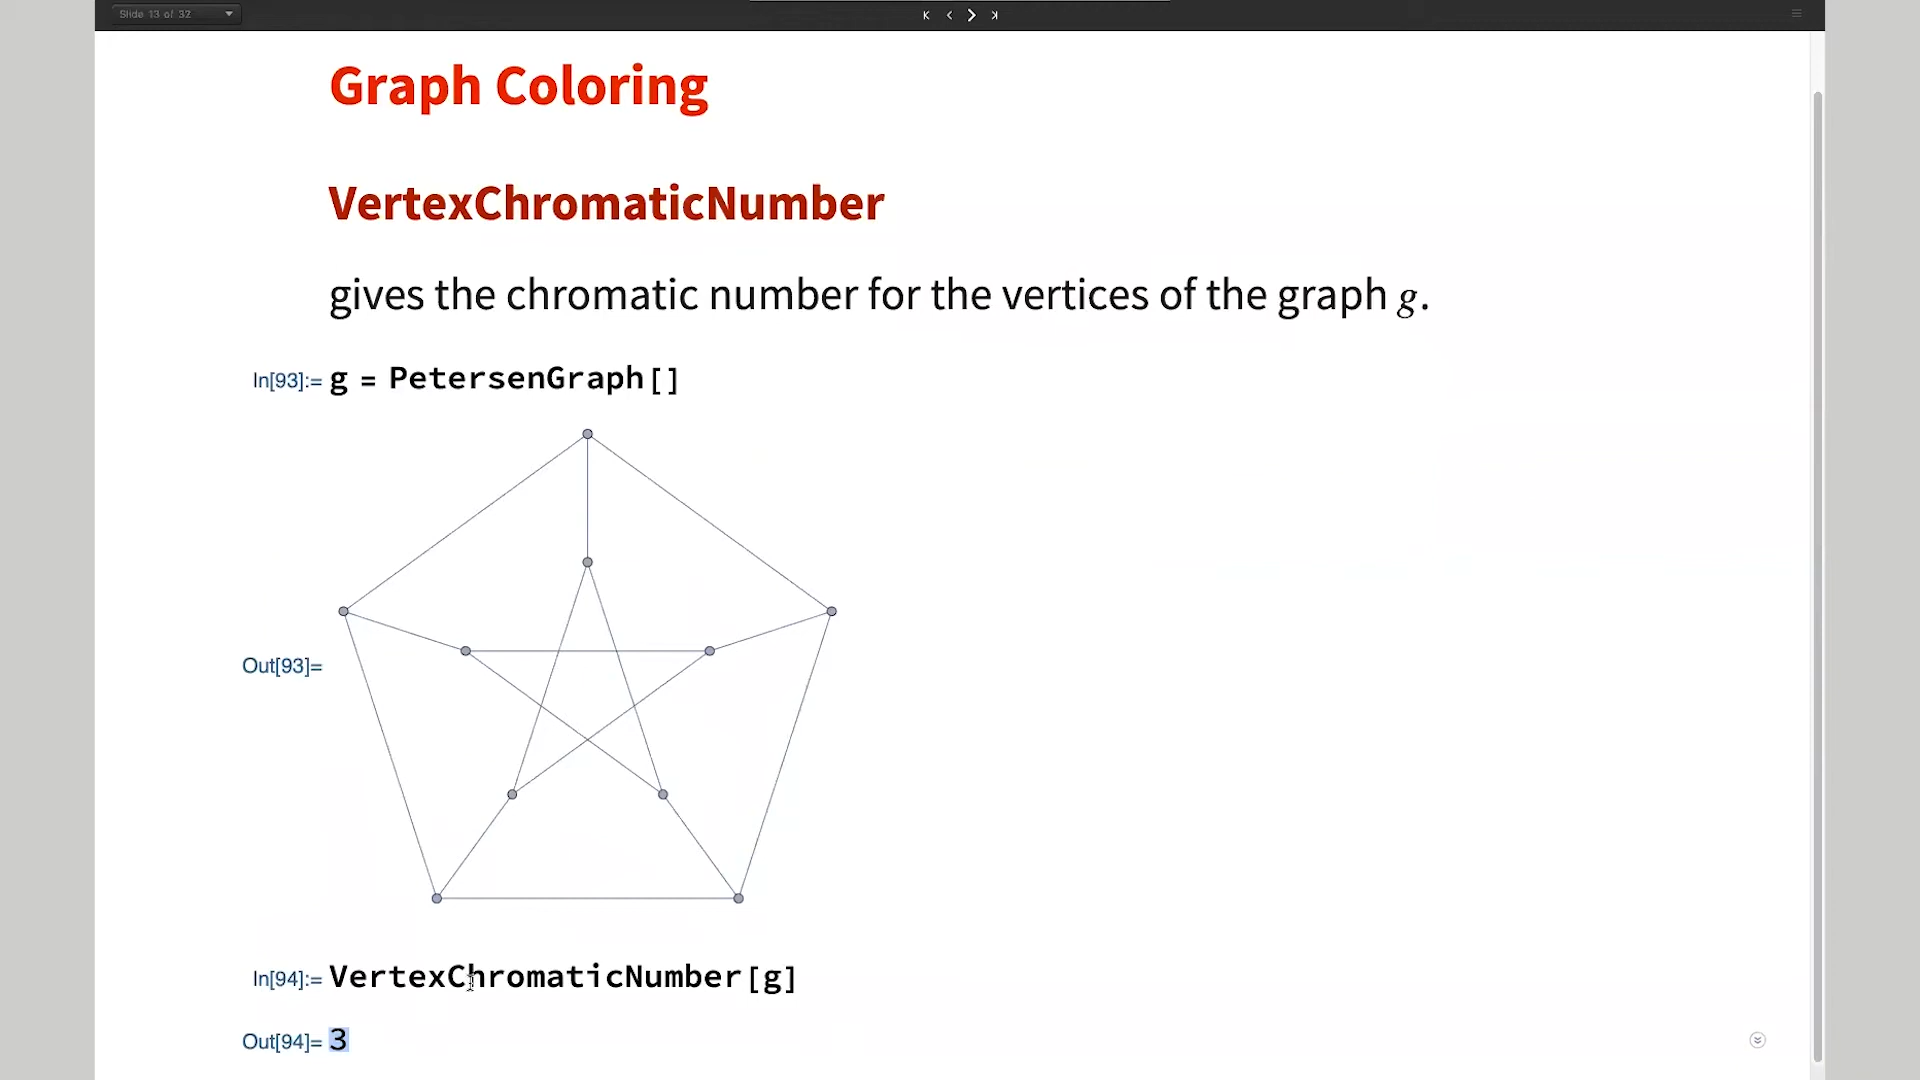 Slide 13 of 32
Graph Coloring
VertexChromaticNumber
gives the chromatic number for the vertices of the graph g.
In[93]:= g = PetersenGraph[]
Out[93]=
In[94]:= VertexChromaticNumber[g]
Out[94]= 3